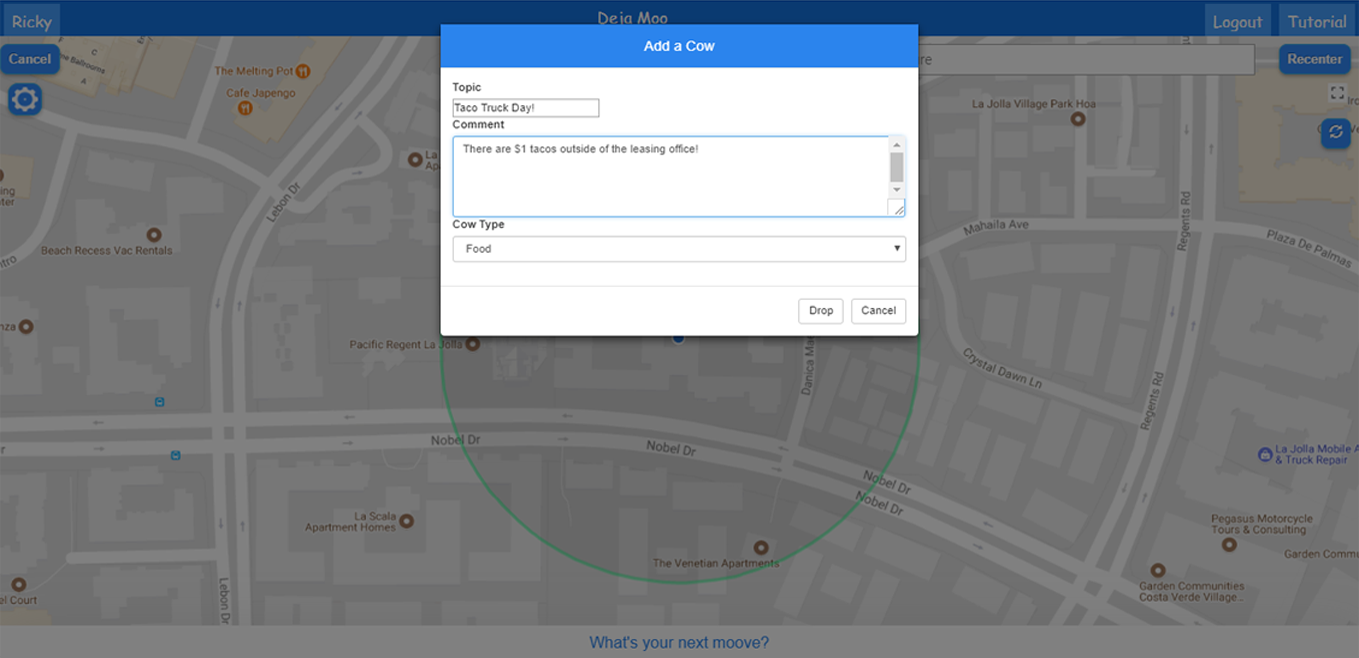 Ricky
Deja Moo
Logout
Tutorial
Add a Cow
Cancel
Recenter
Topic
Taco Truck Day!
Comment
There are $1 tacos outside of the leasing office!
Cow Type
Food
Drop
Cancel
The Melting Pot
Cafe Japengo
La Jolla Village Park Hoa
Lebon Dr
Beach Recess Vac Rentals
Mahaila Ave
Regents Rd
Plaza De Palmas
Pacific Regent La Jolla
Crystal Dawn Ln
Regents Rd
Nobel Dr
Nobel Dr
Nobel Dr
Nobel Dr
La Jolla Mobile A
& Truck Repair
La Scala
Apartment Homes
The Venetian Apartments
Pegasus Motorcycle
Tours & Consulting
Garden Commu
Garden Communities
Costa Verde Village...
el Court
Lebon Dr
What's your next moove?